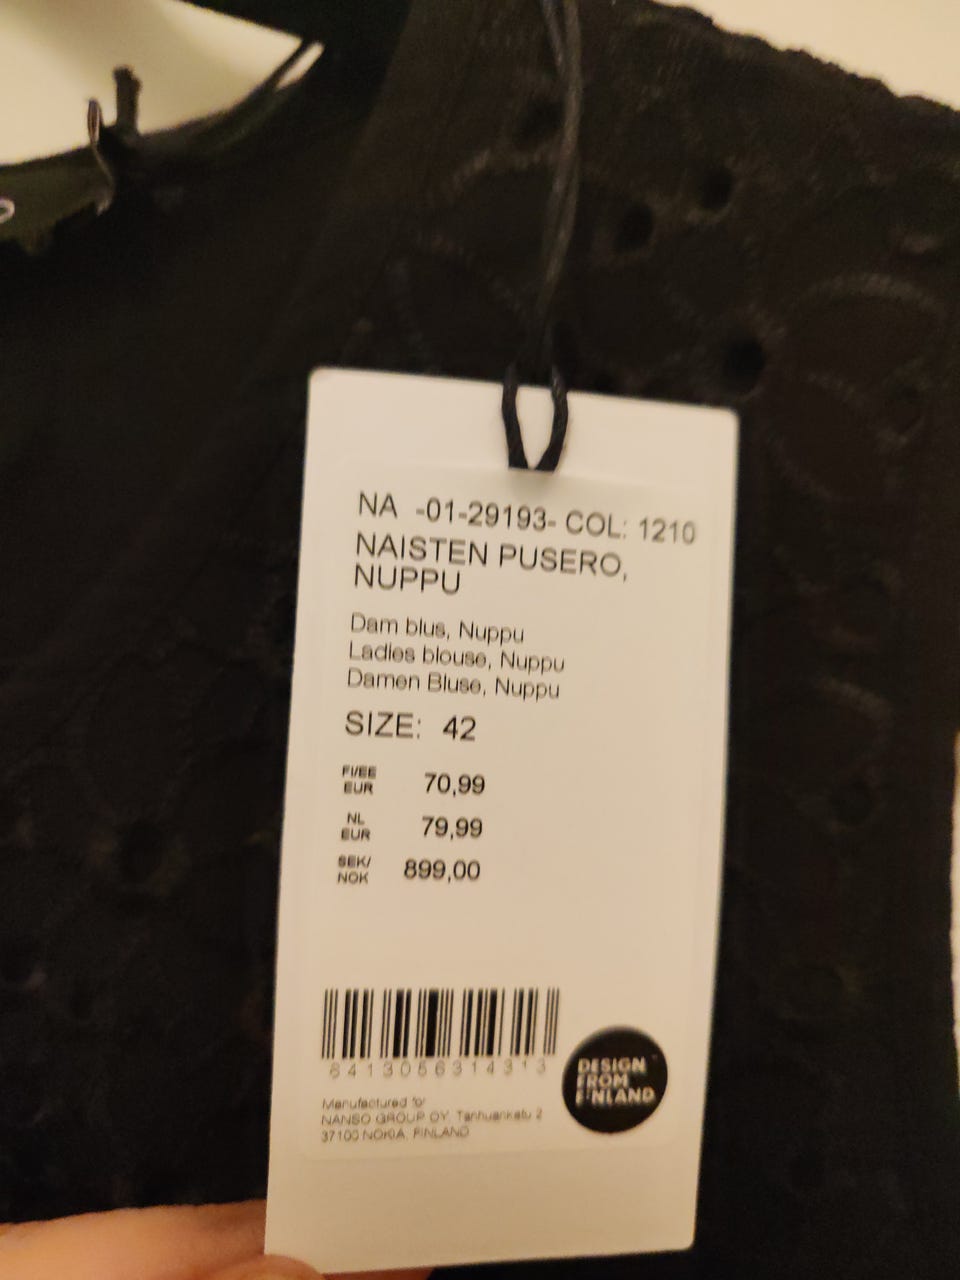 NA -01-29193- COL: 1210
NAISTEN PUSERO,
NUPPU
Dam blus, Nuppu
Ladies blouse, Nuppu
Damen Bluse, Nuppu
SIZE: 42
FI/EE
EUR 70,99
NL
EUR 79,99
SEK/
NOK 899,00
6413056314313
DESIGN
FROM
FINLAND
Manufactured for
NANSO GROUP OY, Tanhuankatu 2
37100 NOKIA, FINLAND